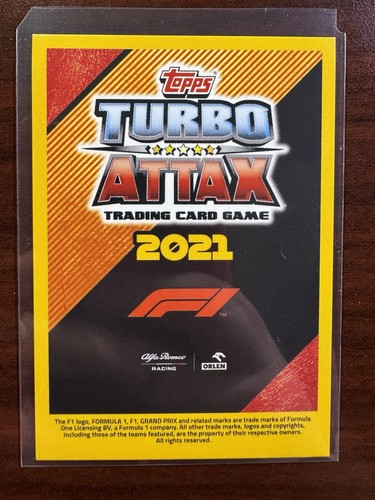 Topps
TURBO
ATTAX
TRADING CARD GAME
2021
F1 TM
Alfa Romeo
RACING
ORLEN
The F1 logo, FORMULA 1, F1, GRAND PRIX and related marks are trade marks of Formula
One Licensing BV, a Formula 1 company. All other trade marks, logos and copyrights,
including those of the teams featured, are the property of their respective owners.
All rights reserved.